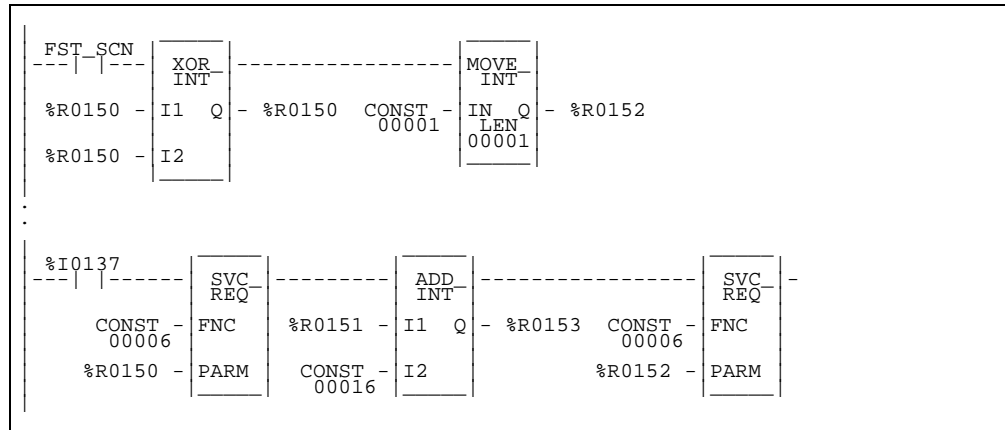 FST_SCN
XOR_ MOVE_
INT INT
%R0150 - I1 Q - %R0150 CONST - IN Q - %R0152
00001 LEN
00001
%R0150 - I2
:
%I0137
SVC_ ADD_ SVC_
REQ INT REQ
CONST - FNC %R0151 - I1 Q - %R0153 CONST - FNC
00006 00006
%R0150 - PARM CONST - I2 %R0152 - PARM
00016